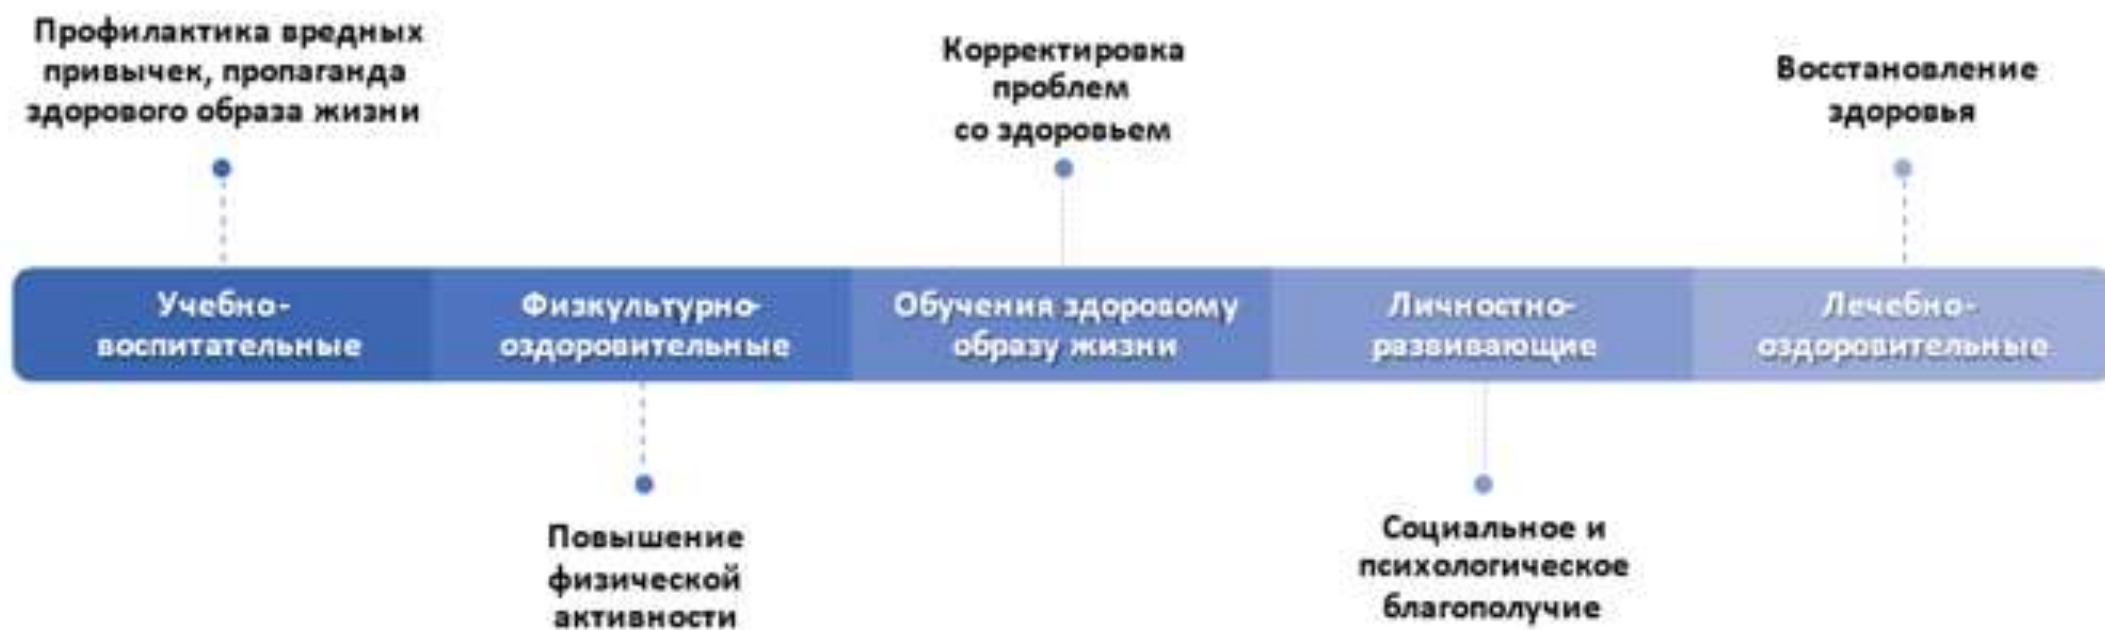 Профилактика вредных
привычек, пропаганда
здорового образа жизни
Корректировка
проблем
со здоровьем
Восстановление
здоровья
Учебно-
воспитательные
Физкультурно-
оздоровительные
Обучения здоровому
образу жизни
Личностно-
развивающие
Лечебно-
оздоровительные
Повышение
физической
активности
Социальное и
психологическое
благополучие